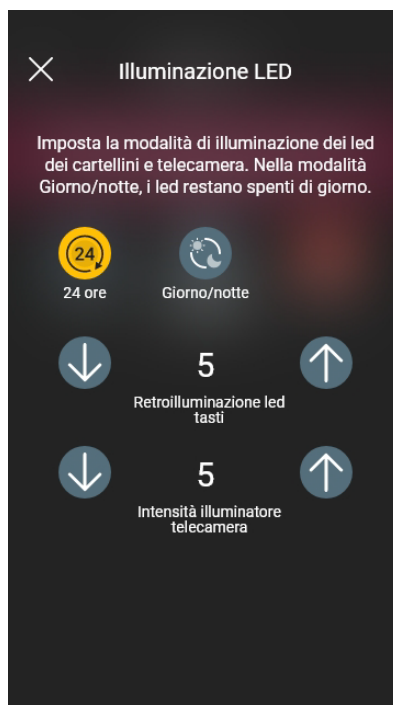 Illuminazione LED
Imposta la modalità di illuminazione dei led
dei cartellini e telecamera. Nella modalità
Giorno/notte, i led restano spenti di giorno.
24
24 ore
Giorno/notte
5
Retroilluminazione led
tasti
5
Intensità illuminatore
telecamera